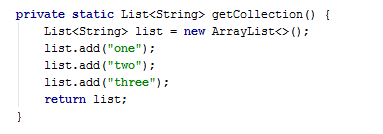 private static List<String> getCollection() {
    List<String> list = new ArrayList<>();
    list.add("one");
    list.add("two");
    list.add("three");
    return list;
}